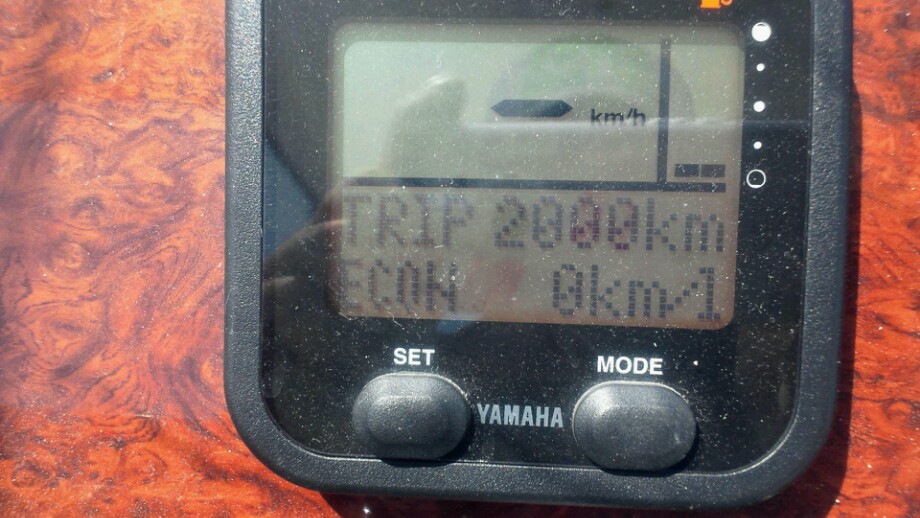 km/h
TRIP 2000km
ECON 0km/l
SET MODE
YAMAHA